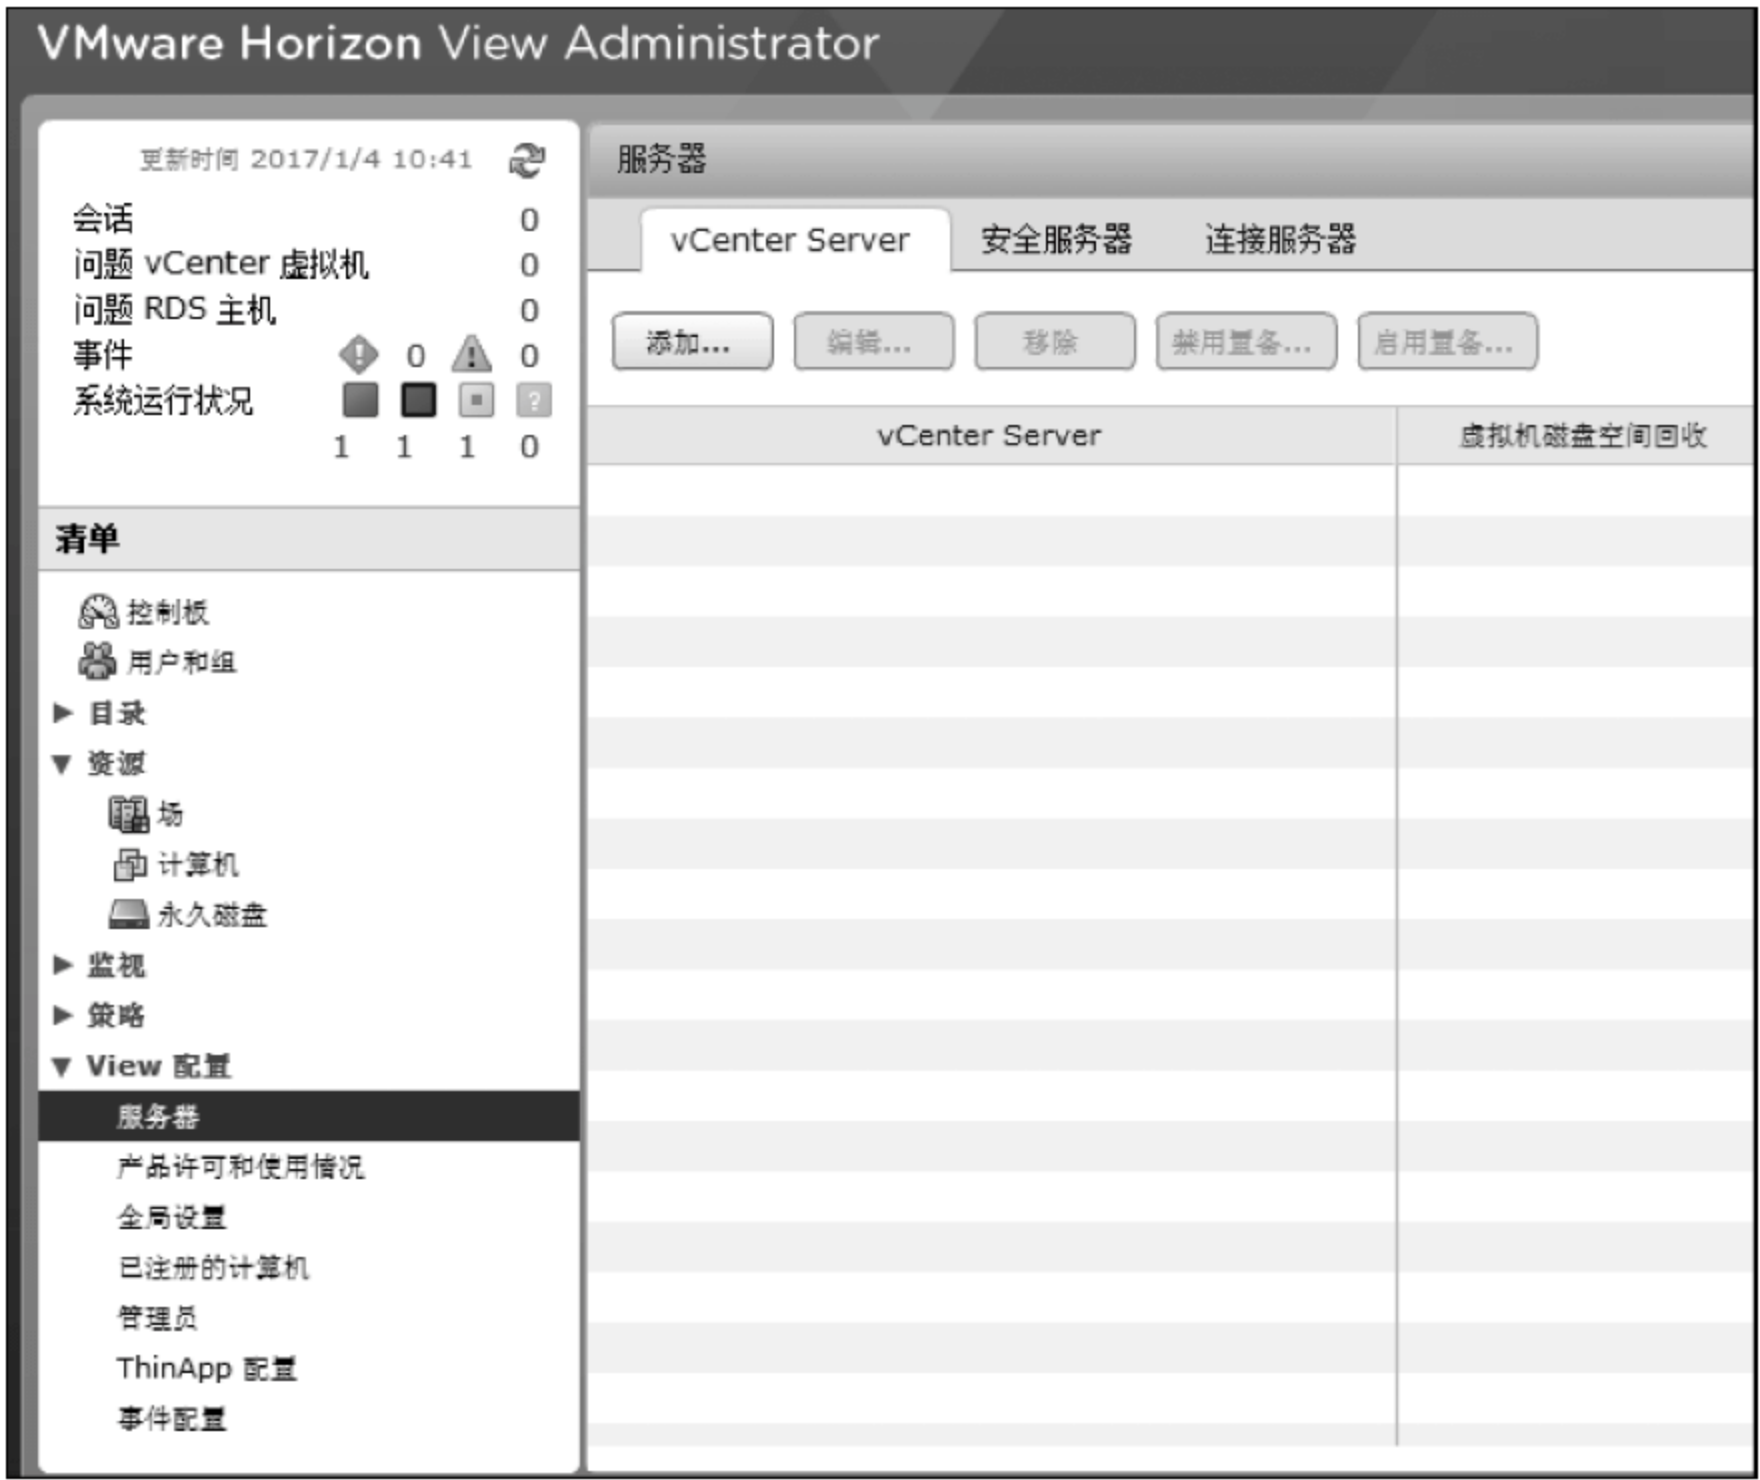 VMware Horizon View Administrator
更新时间 2017/1/4 10:41
会话 0
问题 vCenter 虚拟机 0
问题 RDS 主机 0
事件 0 0
系统运行状况
1 1 1 0
清单
控制板
用户和组
目录
资源
场
计算机
永久磁盘
监视
策略
View 配置
服务器
产品许可和使用情况
全局设置
已注册的计算机
管理员
ThinApp 配置
事件配置
服务器
vCenter Server 安全服务器 连接服务器
添加... 编辑... 移除 禁用置备... 启用置备...
vCenter Server 虚拟机磁盘空间回收